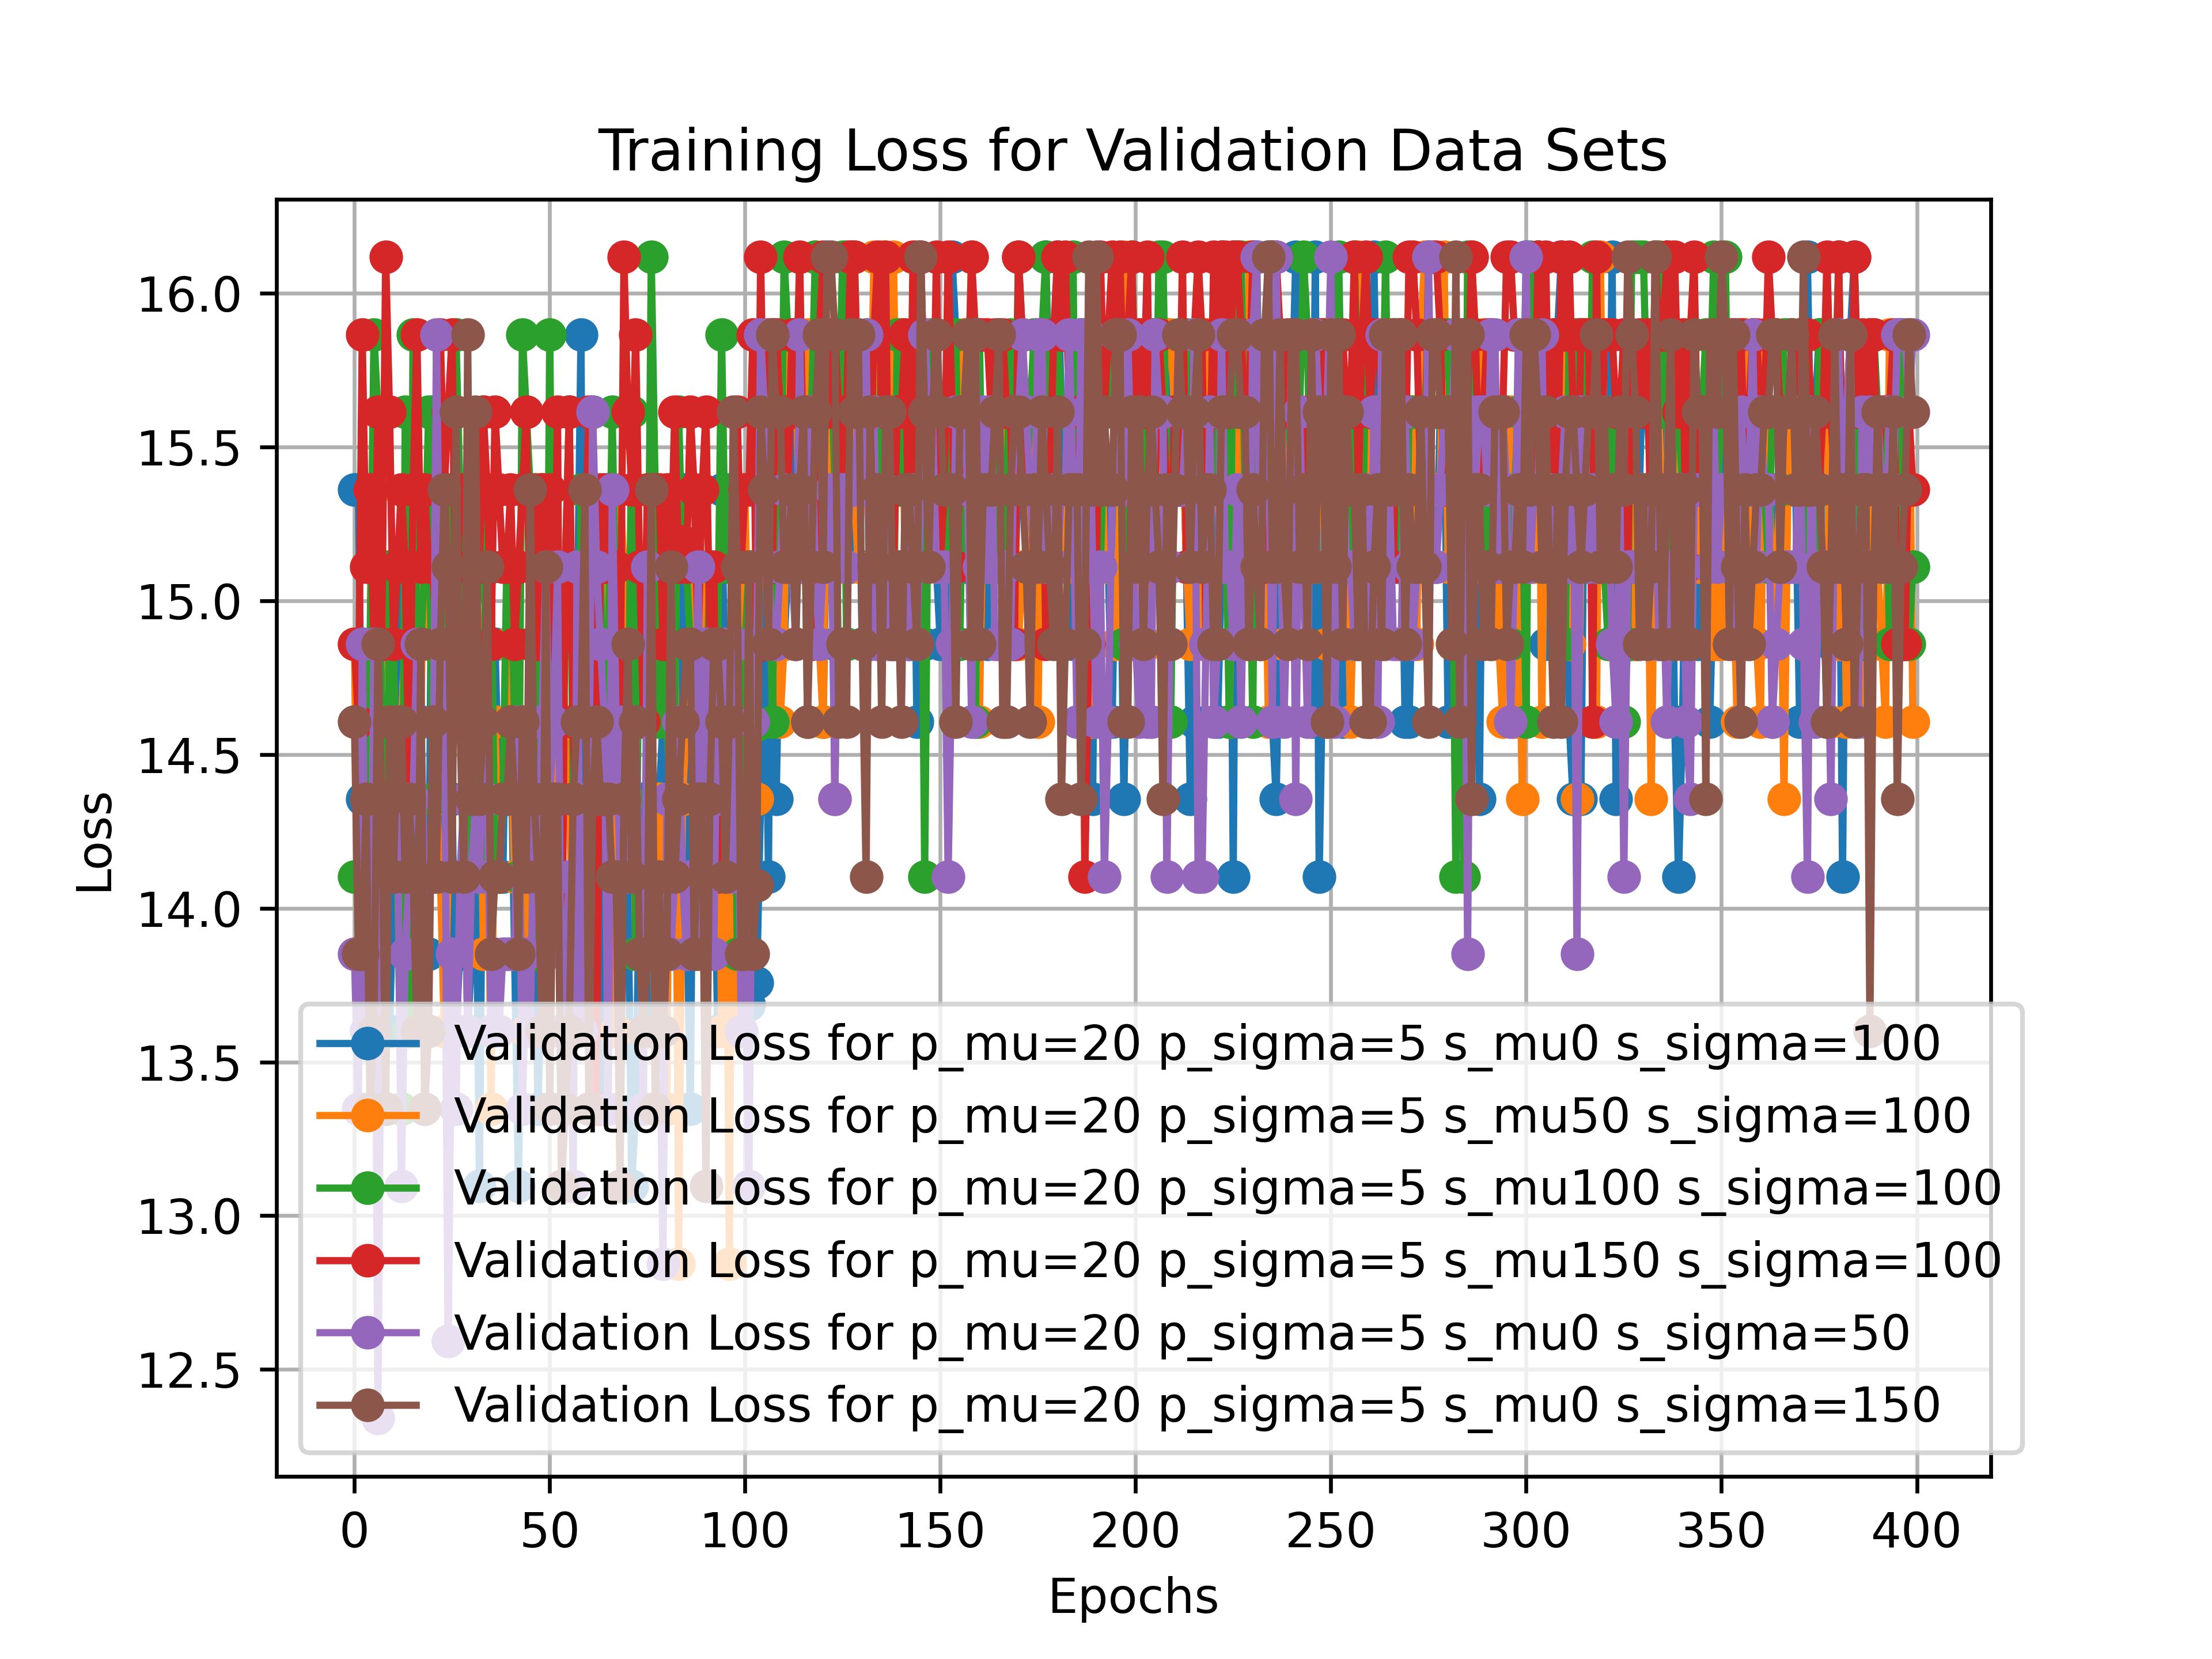 Training Loss for Validation Data Sets
16.0
15.5
15.0
14.5
14.0
13.5
13.0
12.5
Loss
Validation Loss for p_mu=20 p_sigma=5 s_mu0 s_sigma=100
Validation Loss for p_mu=20 p_sigma=5 s_mu50 s_sigma=100
Validation Loss for p_mu=20 p_sigma=5 s_mu100 s_sigma=100
Validation Loss for p_mu=20 p_sigma=5 s_mu150 s_sigma=100
Validation Loss for p_mu=20 p_sigma=5 s_mu0 s_sigma=50
Validation Loss for p_mu=20 p_sigma=5 s_mu0 s_sigma=150
0 50 100 150 200 250 300 350 400
Epochs